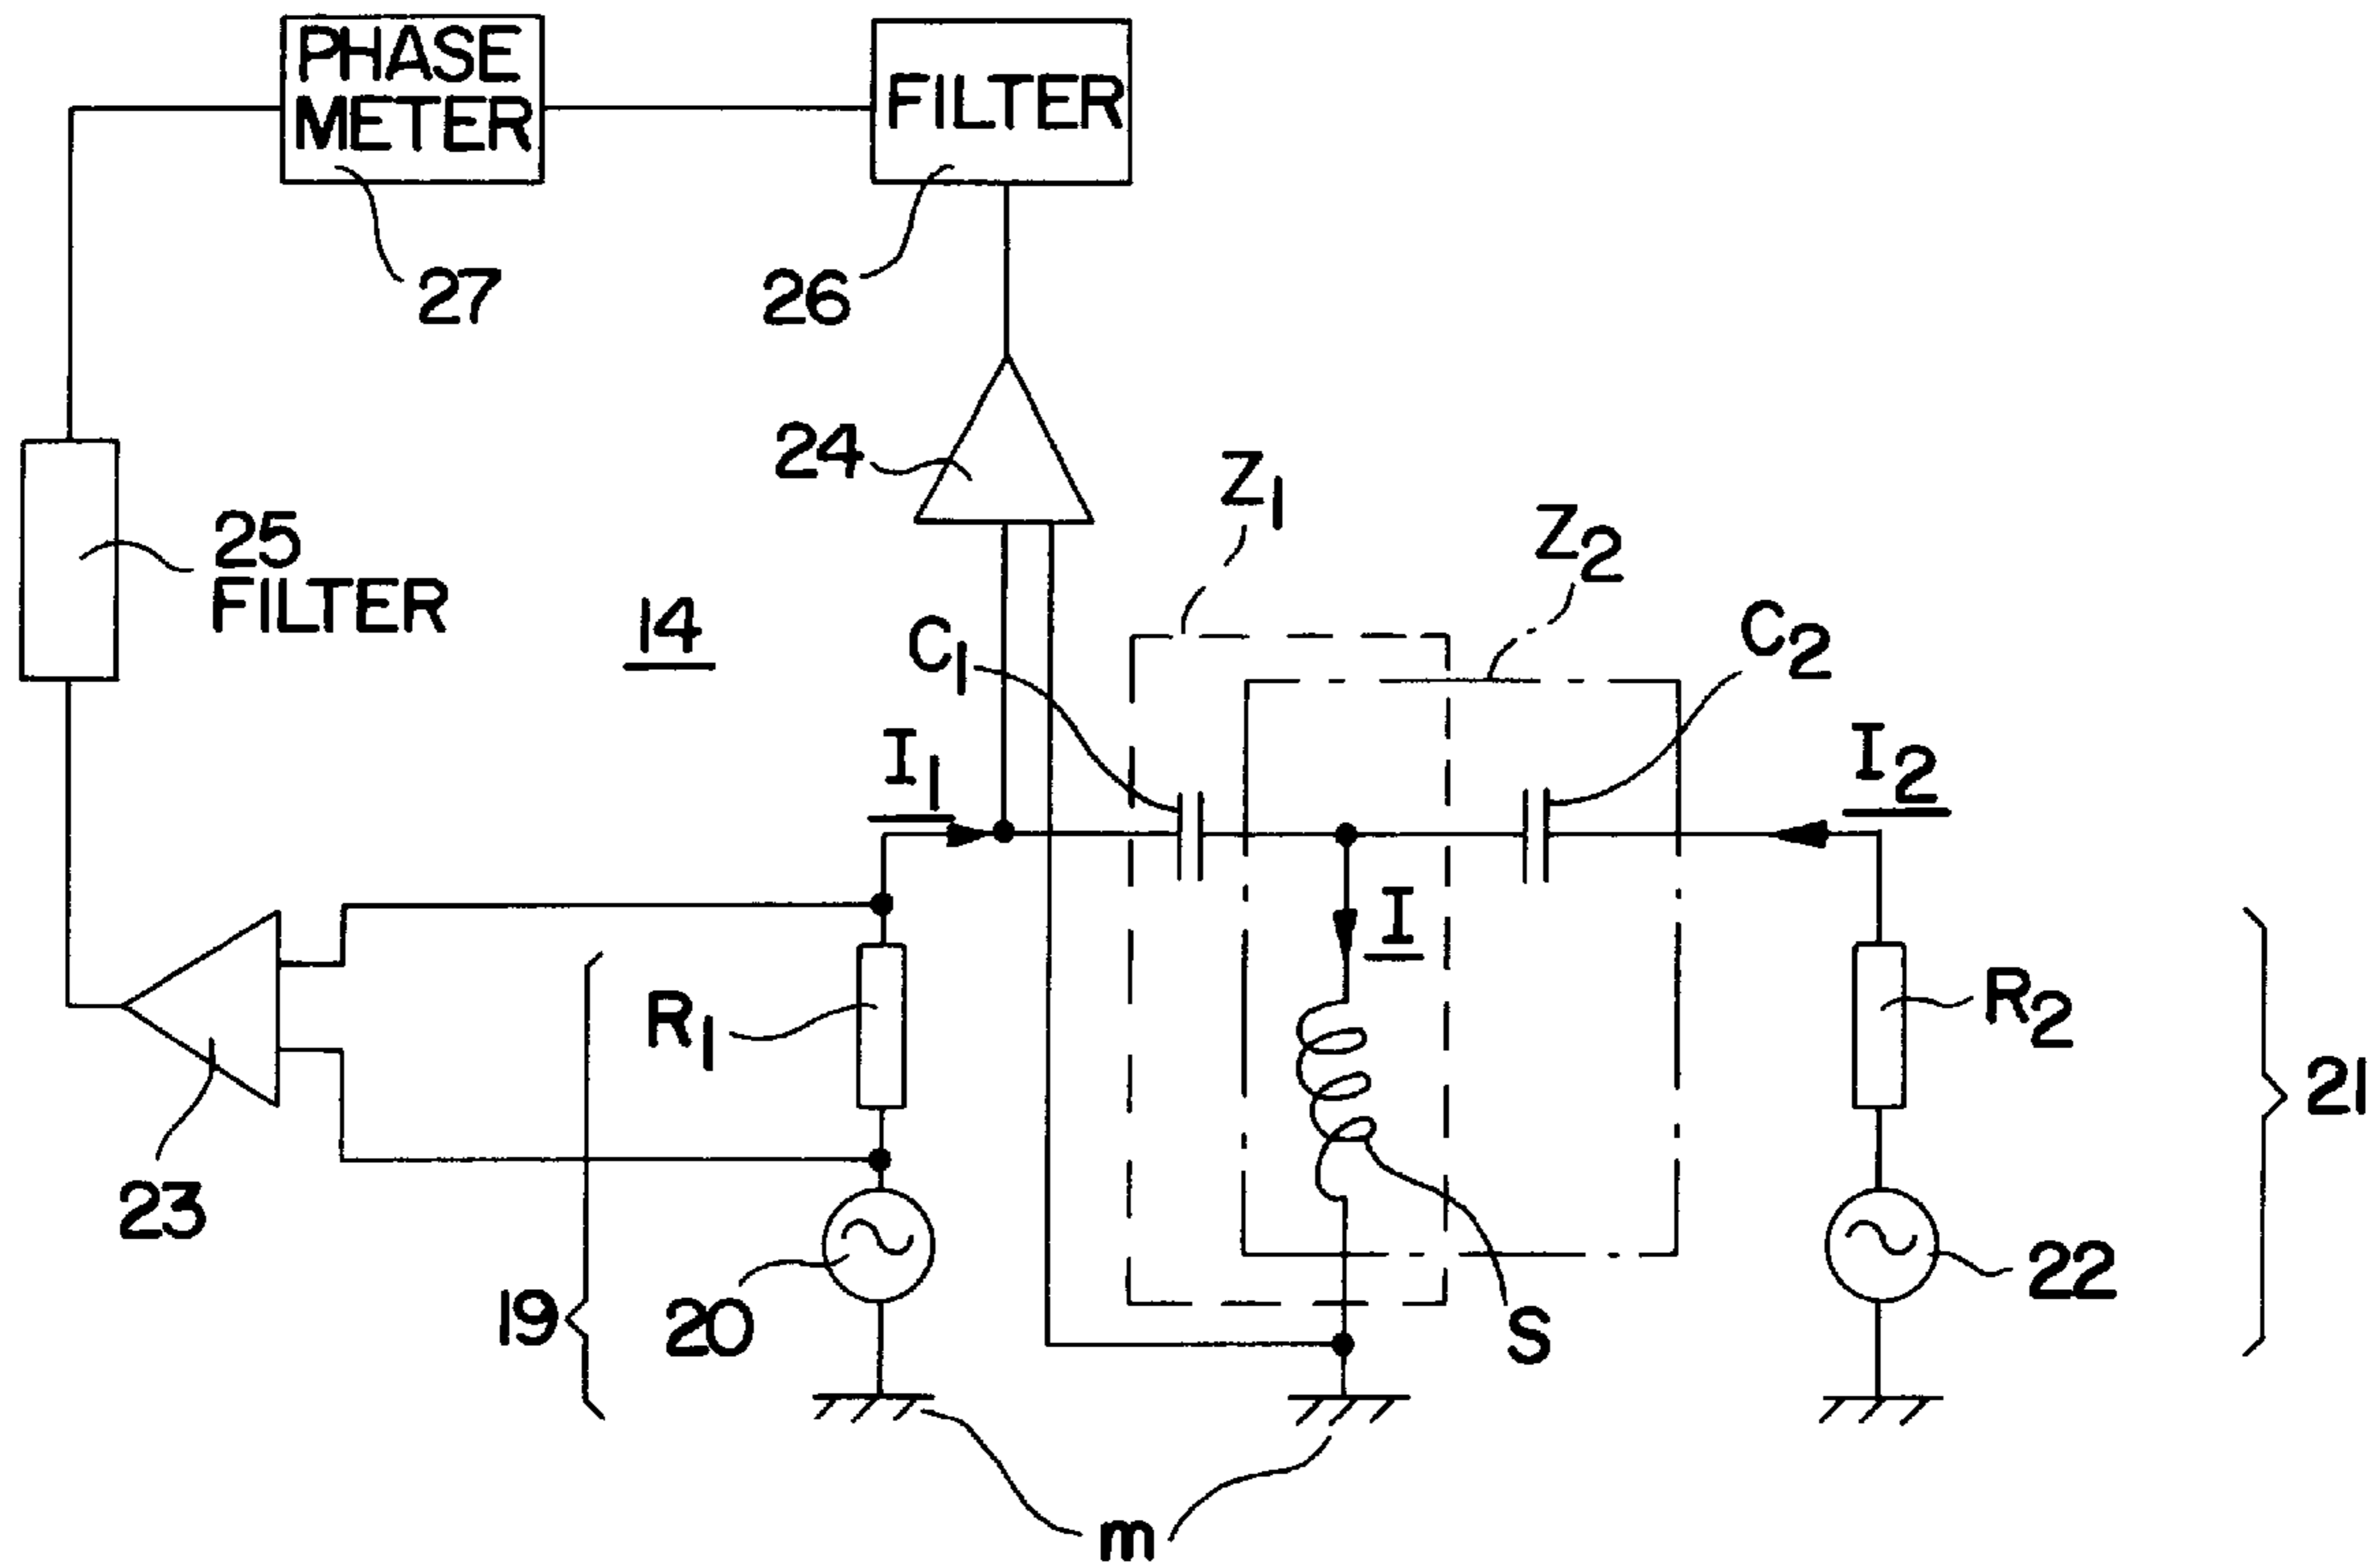 PHASE
METER
FILTER
27
26
24
Z1
Z2
25
FILTER
14
C1
C2
I1
I2
I
R1
R2
21
23
19
20
S
22
m